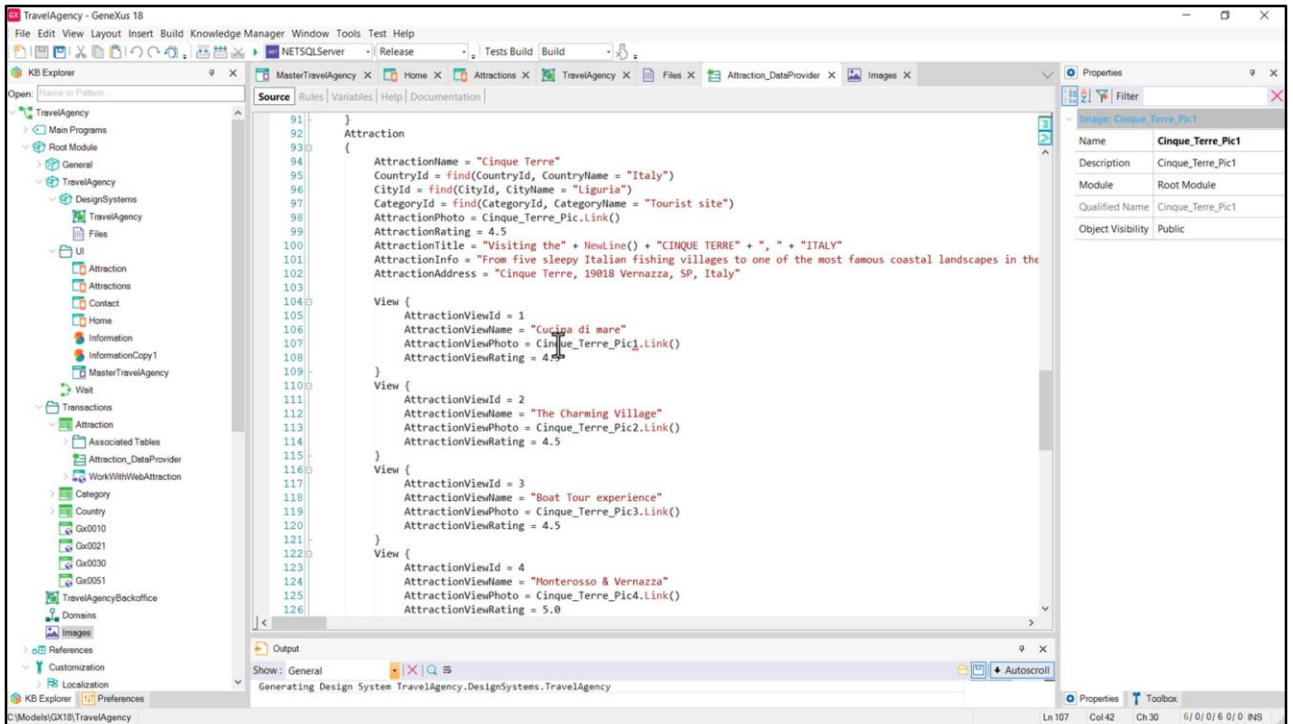 GX TravelAgency - GeneXus 18
File Edit View Layout Insert Build Knowledge Manager Window Tools Test Help
NETSQLServer Release Tests Build Build
KB Explorer
Open: Name or Pattern...
TravelAgency
Main Programs
Root Module
General
TravelAgency
DesignSystems
TravelAgency
Files
UI
Attraction
Attractions
Contact
Home
Information
InformationCopy1
MasterTravelAgency
Wait
Transactions
Attraction
Associated Tables
Attraction_DataProvider
WorkWithWebAttraction
Category
Country
Gx0010
Gx0021
Gx0030
Gx0051
TravelAgencyBackoffice
Domains
Images
References
Customization
Localization
KB Explorer Preferences
MasterTravelAgency X Home X Attractions X TravelAgency X Files X Attraction_DataProvider X Images X
Source Rules Variables Help Documentation
91 }
92 Attraction
93 {
94 AttractionName = "Cinque Terre"
95 CountryId = find(CountryId, CountryName = "Italy")
96 CityId = find(CityId, CityName = "Liguria")
97 CategoryId = find(CategoryId, CategoryName = "Tourist site")
98 AttractionPhoto = Cinque_Terre_Pic.Link()
99 AttractionRating = 4.5
100 AttractionTitle = "Visiting the" + NewLine() + "CINQUE TERRE" + ", " + "ITALY"
101 AttractionInfo = "From five sleepy Italian fishing villages to one of the most famous coastal landscapes in the
102 AttractionAddress = "Cinque Terre, 19018 Vernazza, SP, Italy"
103
104 View {
105 AttractionViewId = 1
106 AttractionViewName = "Cucina di mare"
107 AttractionViewPhoto = Cinque_Terre_Pic1.Link()
108 AttractionViewRating = 4.5
109 }
110 View {
111 AttractionViewId = 2
112 AttractionViewName = "The Charming Village"
113 AttractionViewPhoto = Cinque_Terre_Pic2.Link()
114 AttractionViewRating = 4.5
115 }
116 View {
117 AttractionViewId = 3
118 AttractionViewName = "Boat Tour experience"
119 AttractionViewPhoto = Cinque_Terre_Pic3.Link()
120 AttractionViewRating = 4.5
121 }
122 View {
123 AttractionViewId = 4
124 AttractionViewName = "Monterosso & Vernazza"
125 AttractionViewPhoto = Cinque_Terre_Pic4.Link()
126 AttractionViewRating = 5.0
Output
Show: General Autoscroll
Generating Design System TravelAgency.DesignSystems.TravelAgency
Properties
Filter
Image: Cinque_Terre_Pic1
Name Cinque_Terre_Pic1
Description Cinque_Terre_Pic1
Module Root Module
Qualified Name Cinque_Terre_Pic1
Object Visibility Public
Properties Toolbox
C:\Models\GX18\TravelAgency Ln 107 Col 42 Ch 30 6/0/0/6 0/0 INS